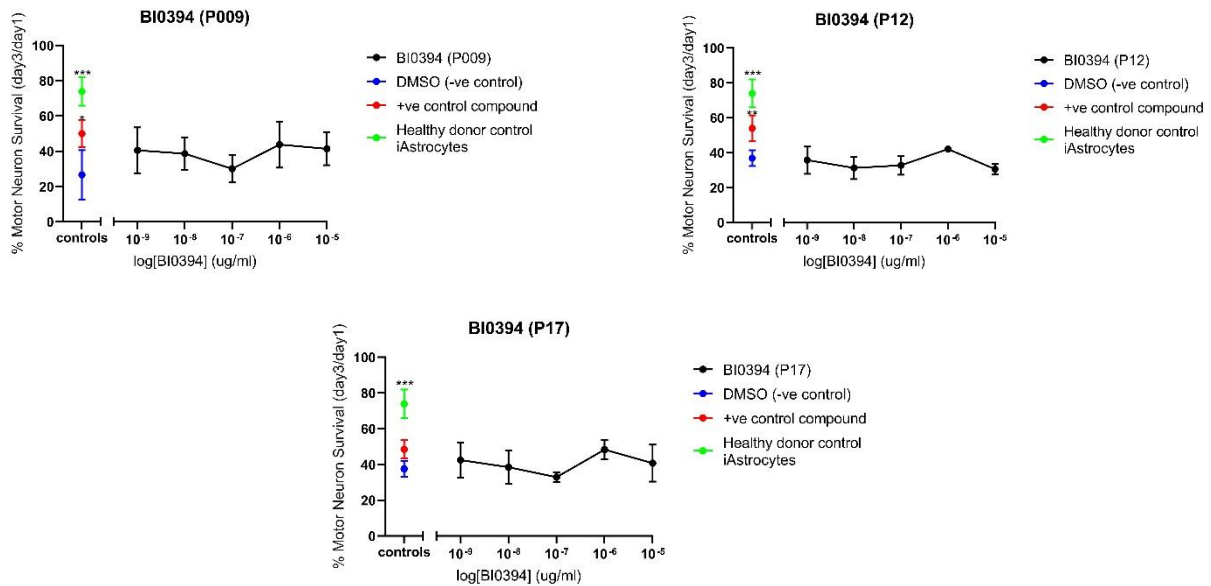 BI0394 (P009)
% Motor Neuron Survival (day3/day1)
100
80
60
40
20
0
***
*
controls
10-9
10-8
10-7
10-6
10-5
log[BI0394] (ug/ml)
BI0394 (P009)
DMSO (-ve control)
+ve control compound
Healthy donor control
iAstrocytes
BI0394 (P12)
% Motor Neuron Survival (day3/day1)
100
80
60
40
20
0
***
**
controls
10-9
10-8
10-7
10-6
10-5
log[BI0394] (ug/ml)
BI0394 (P12)
DMSO (-ve control)
+ve control compound
Healthy donor control
iAstrocytes
BI0394 (P17)
% Motor Neuron Survival (day3/day1)
100
80
60
40
20
0
***
controls
10-9
10-8
10-7
10-6
10-5
log[BI0394] (ug/ml)
BI0394 (P17)
DMSO (-ve control)
+ve control compound
Healthy donor control
iAstrocytes